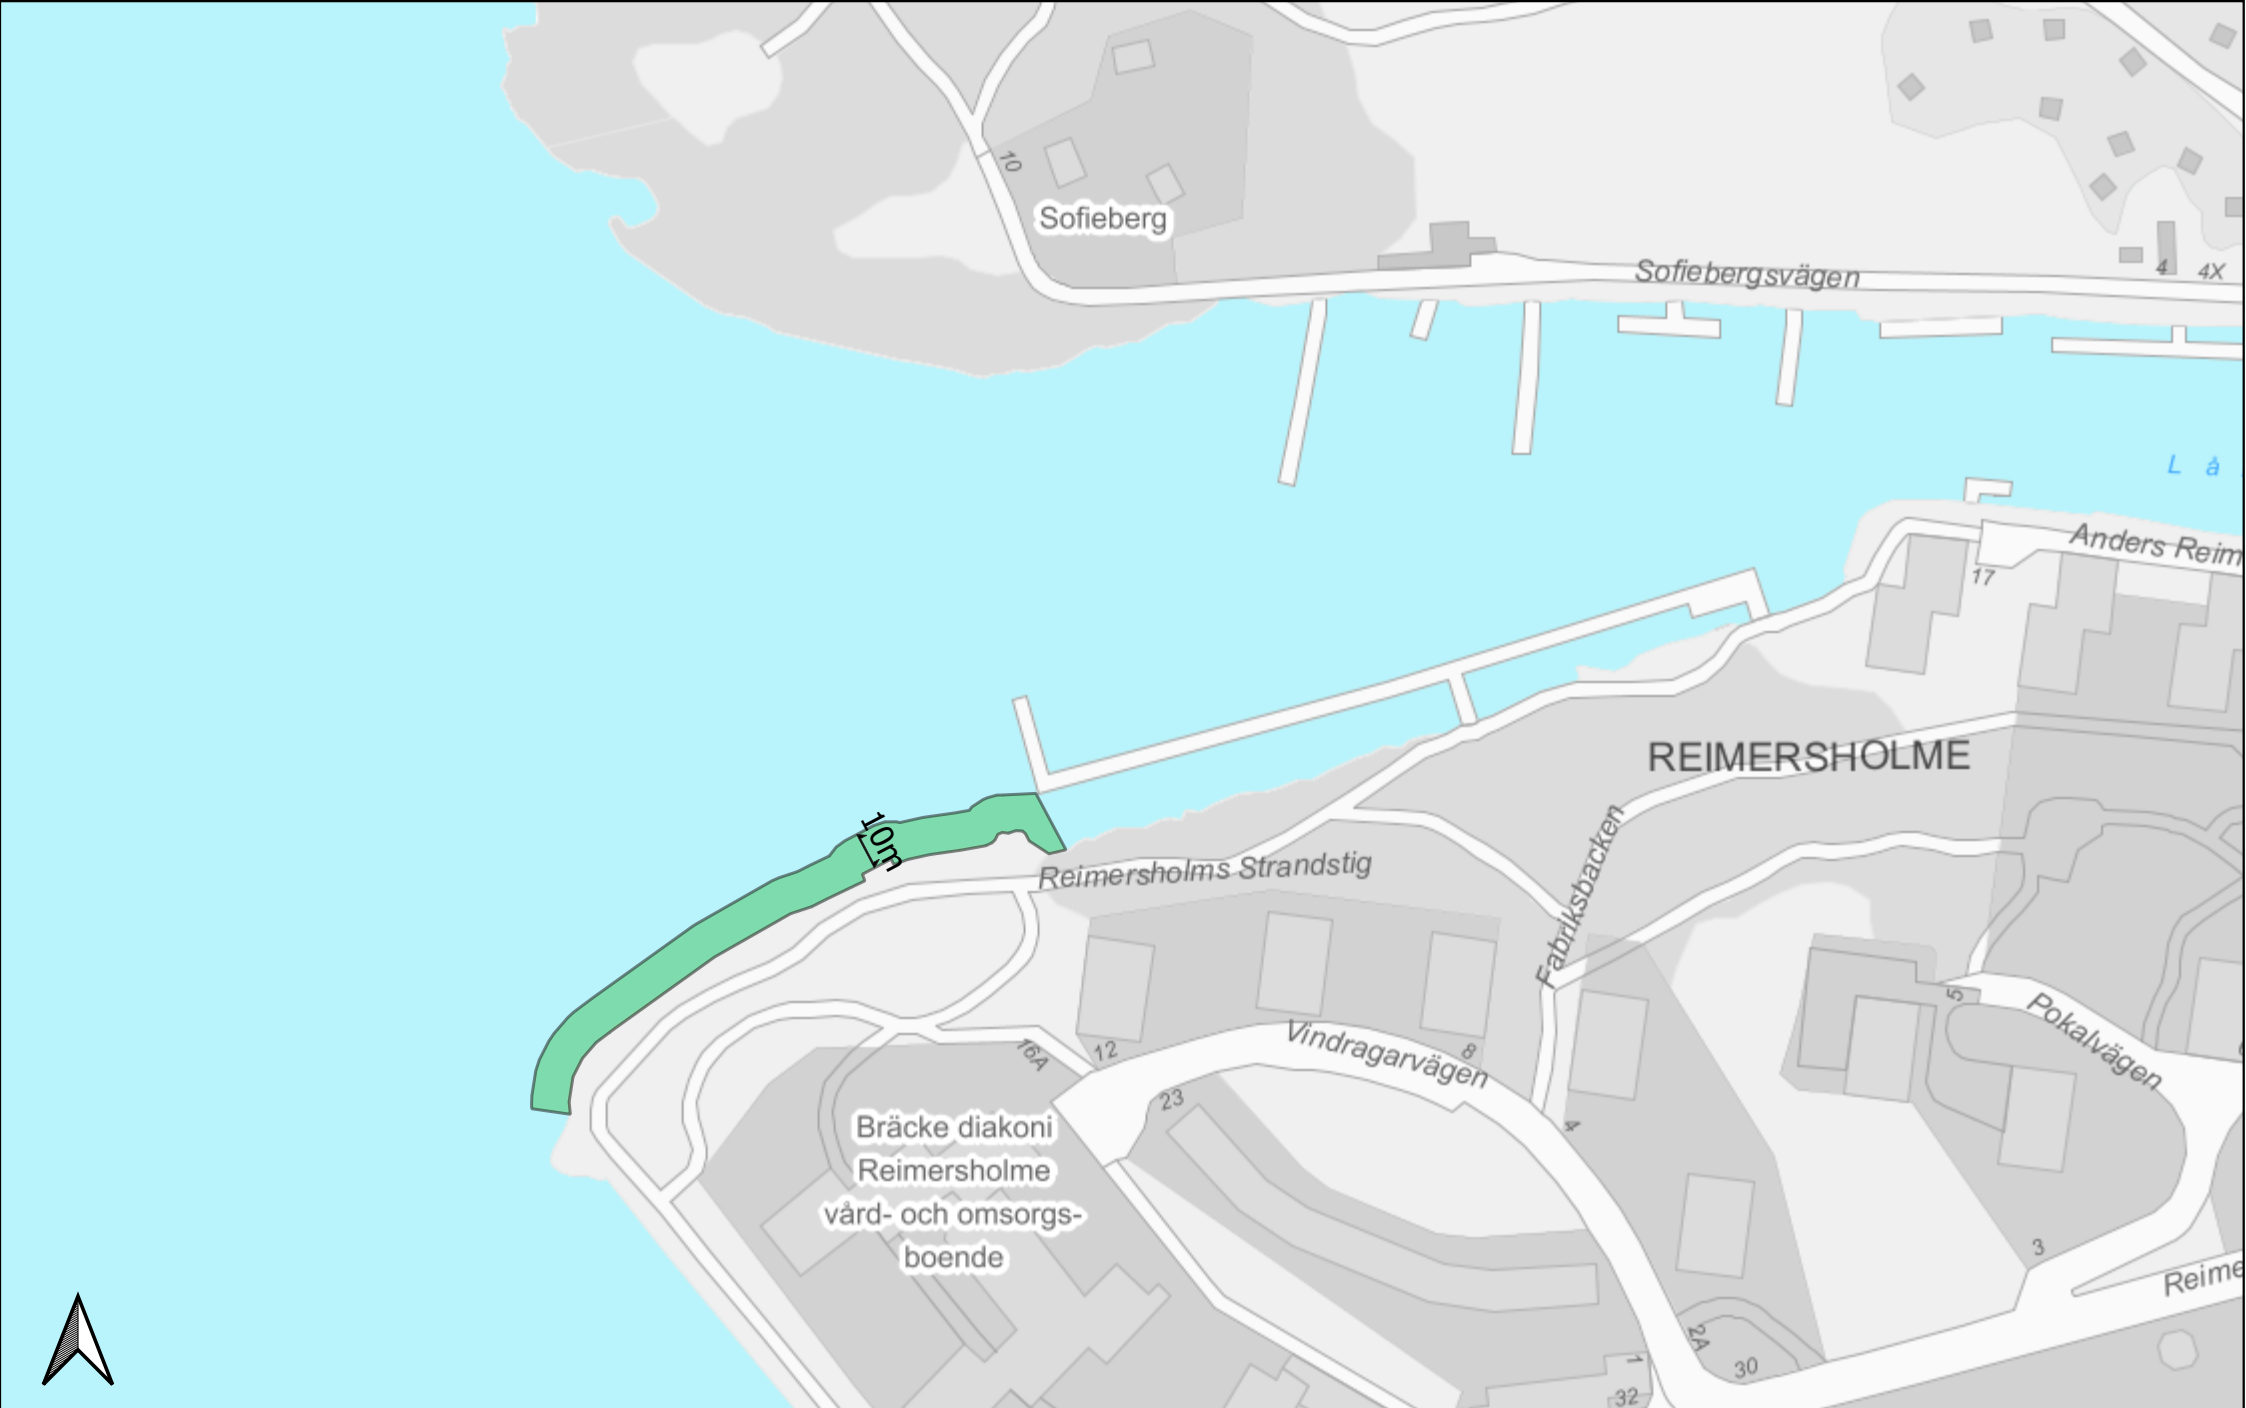 10
Sofieberg
Sofiebergsvägen
4
4X
L å
Anders Reim
17
REIMERSHOLME
10m
Reimersholms Strandstig
Fabriksbacken
5
Pokalvägen
16A
12
Vindragarvägen
8
23
4
Bräcke diakoni
Reimersholme
vård- och omsorgs-
boende
3
Reime
2A
1
30
32